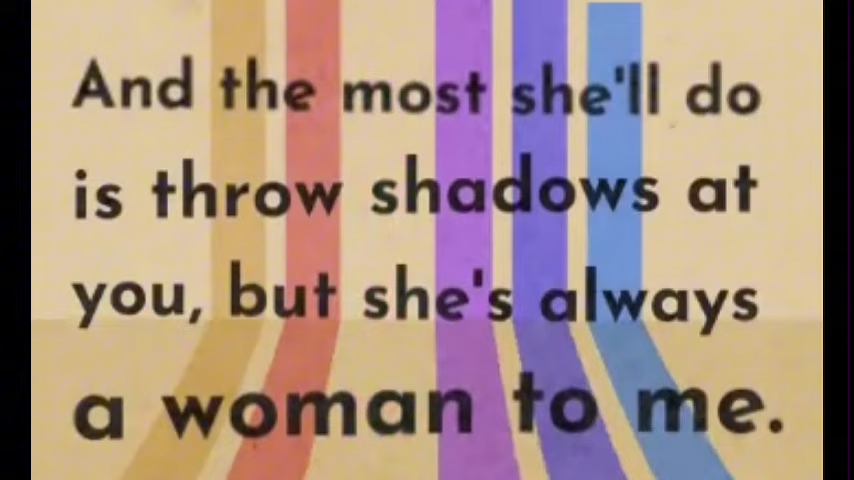 And the most she'll do
is throw shadows at
you, but she's always
a woman to me.